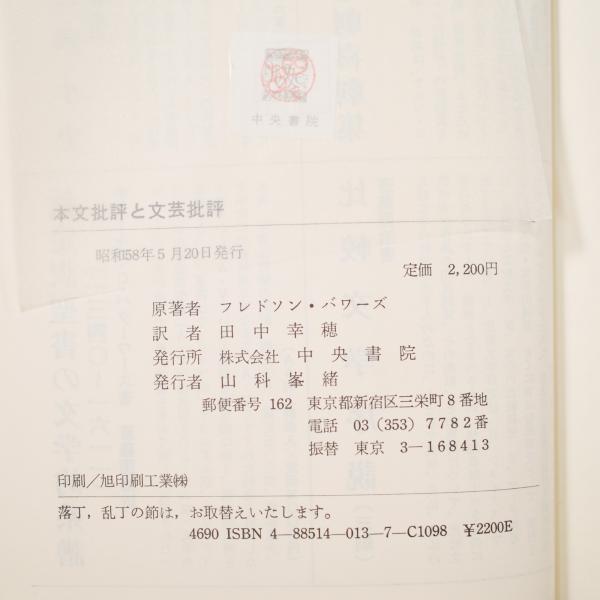 中央書院
本文批評と文芸批評
昭和58年5月20日発行
定価 2,200円
原著者 フレドソン・バワーズ
訳者 田中幸穂
発行所 株式会社 中央書院
発行者 山科峯緒
郵便番号 162 東京都新宿区三栄町8番地
電話 03 (353) 7782番
振替 東京 3―168413
印刷／旭印刷工業㈱
落丁，乱丁の節は，お取替えいたします。
4690 ISBN 4―88514―013―7―C1098 ￥2200E